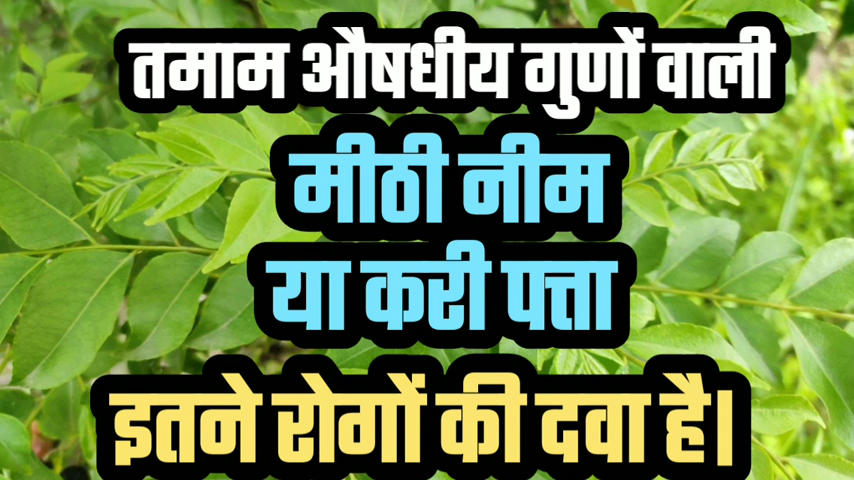 तमाम औषधीय गुणों वाली
मीठी नीम
या करी पत्ता
इतने रोगों की दवा है।